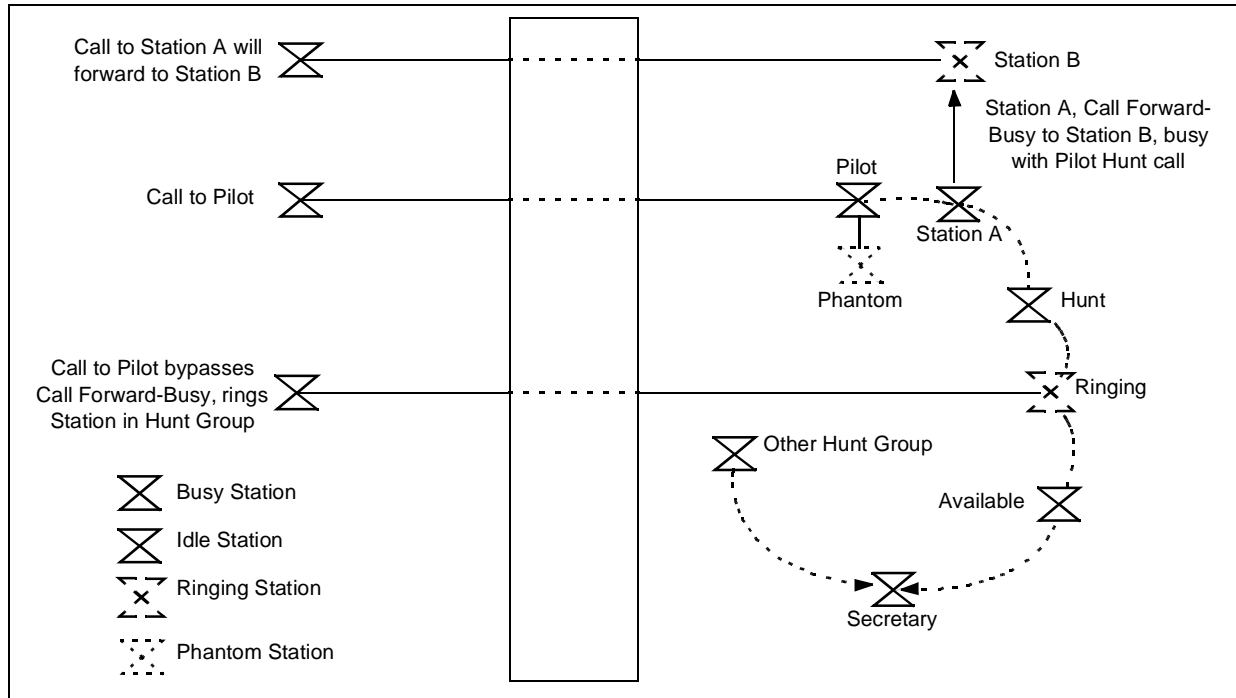 Call to Station A will
forward to Station B
Station B
Station A, Call Forward-
Busy to Station B, busy
with Pilot Hunt call
Pilot
Call to Pilot
Station A
Phantom
Hunt
Call to Pilot bypasses
Call Forward-Busy, rings
Station in Hunt Group
Ringing
Other Hunt Group
Busy Station
Available
Idle Station
Ringing Station
Secretary
Phantom Station